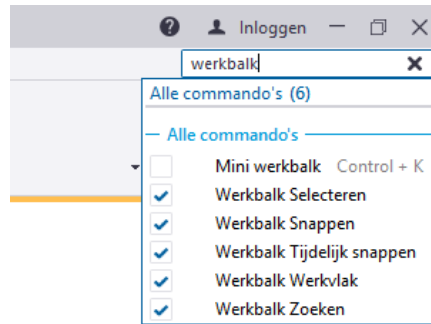 Inloggen
werkbalk
Alle commando's (6)
Alle commando's
Mini werkbalk Control + K
Werkbalk Selecteren
Werkbalk Snappen
Werkbalk Tijdelijk snappen
Werkbalk Werkvlak
Werkbalk Zoeken